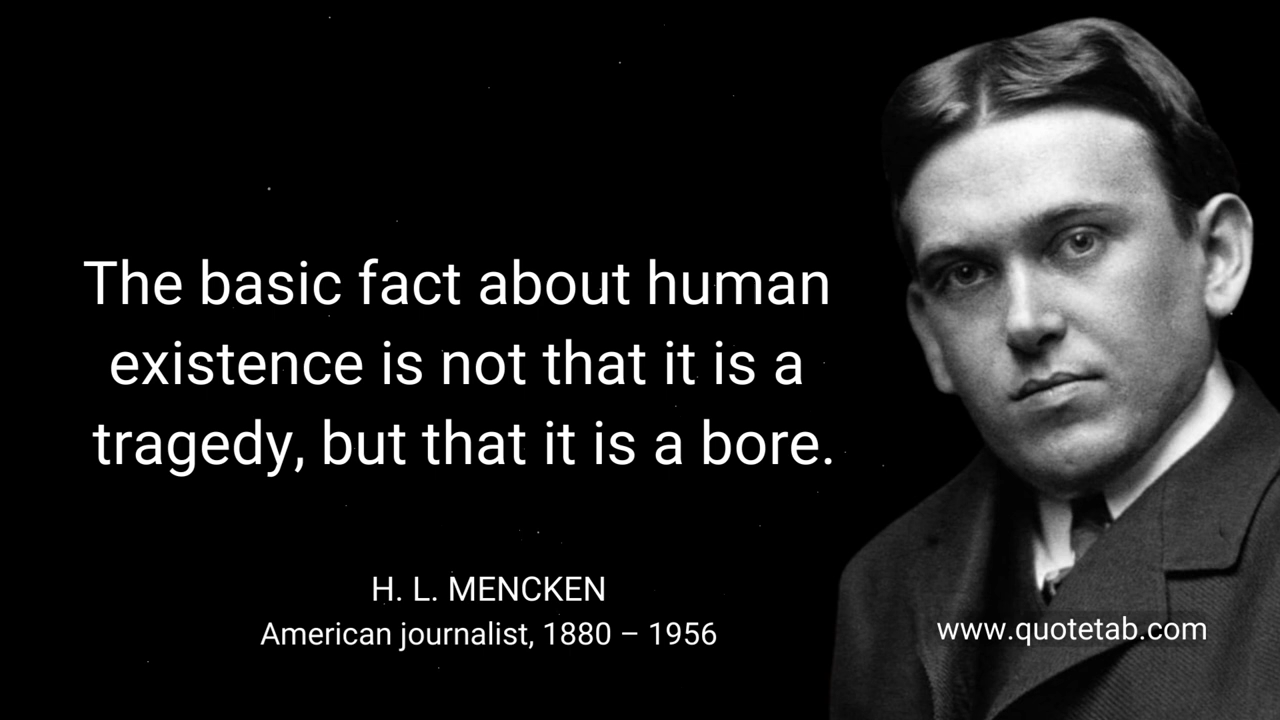 The basic fact about human
existence is not that it is a
tragedy, but that it is a bore.
H. L. MENCKEN
American journalist, 1880 – 1956
www.quotetab.com